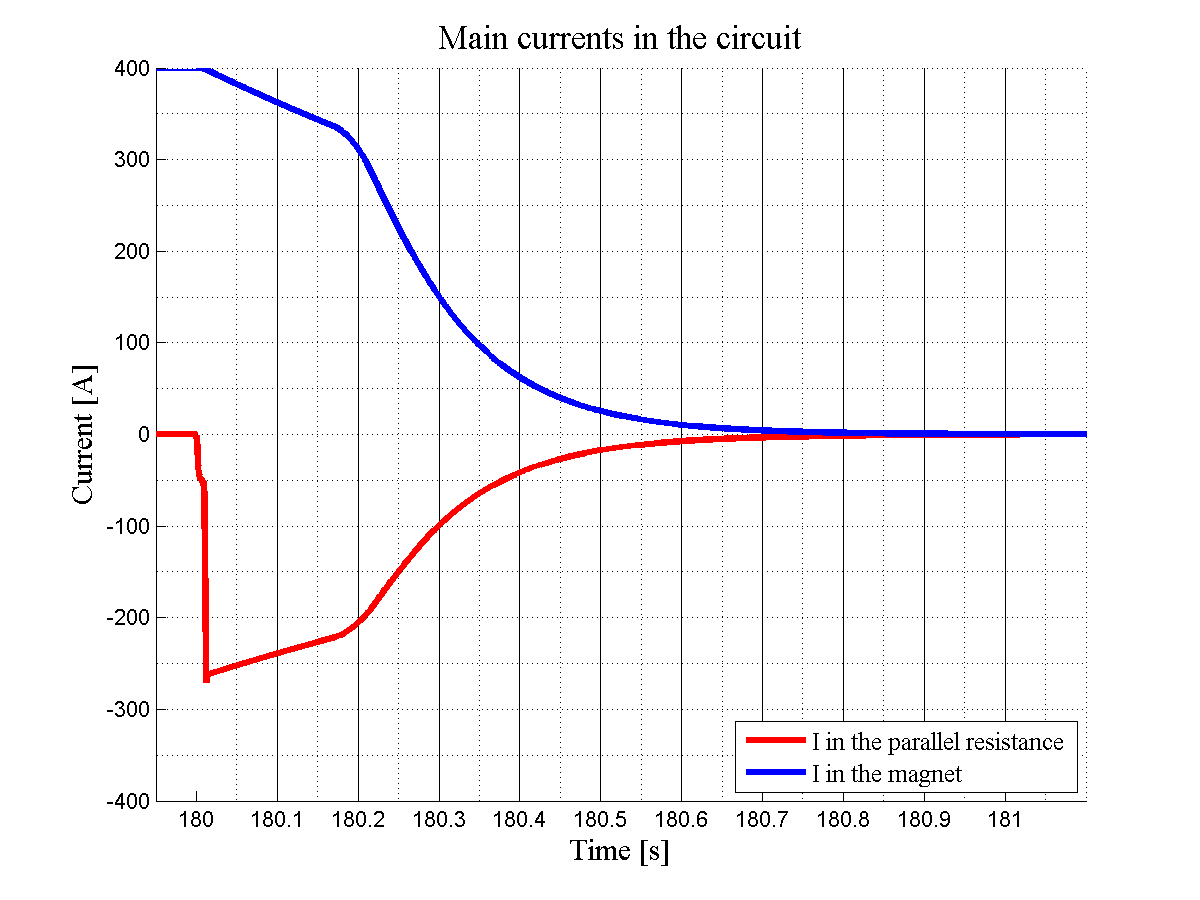 Main currents in the circuit
Current [A]
400
300
200
100
0
-100
-200
-300
-400
I in the parallel resistance
I in the magnet
180 180.1 180.2 180.3 180.4 180.5 180.6 180.7 180.8 180.9 181
Time [s]